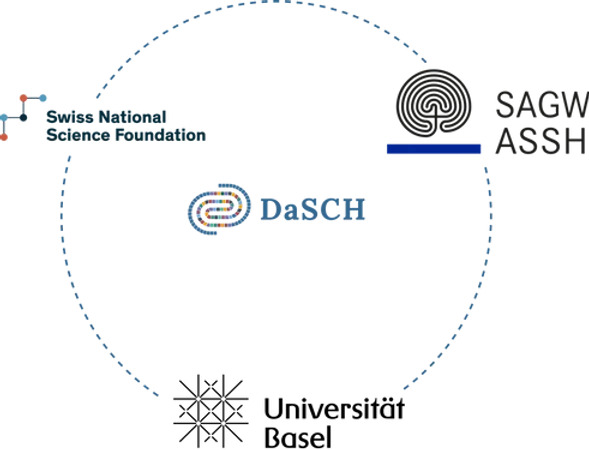 Swiss National
Science Foundation
SAGW
ASSH
DaSCH
Universität
Basel